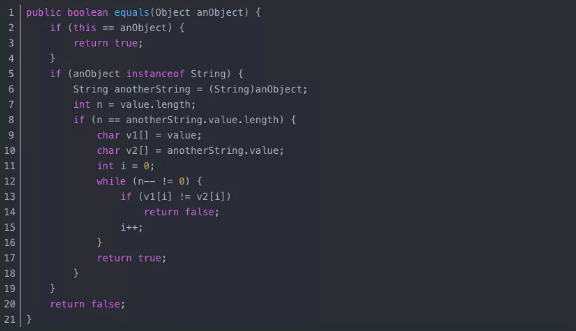 1 public boolean equals(Object anObject) {
2     if (this == anObject) {
3         return true;
4     }
5     if (anObject instanceof String) {
6         String anotherString = (String)anObject;
7         int n = value.length;
8         if (n == anotherString.value.length) {
9             char v1[] = value;
10             char v2[] = anotherString.value;
11             int i = 0;
12             while (n-- != 0) {
13                 if (v1[i] != v2[i])
14                     return false;
15                 i++;
16             }
17             return true;
18         }
19     }
20     return false;
21 }